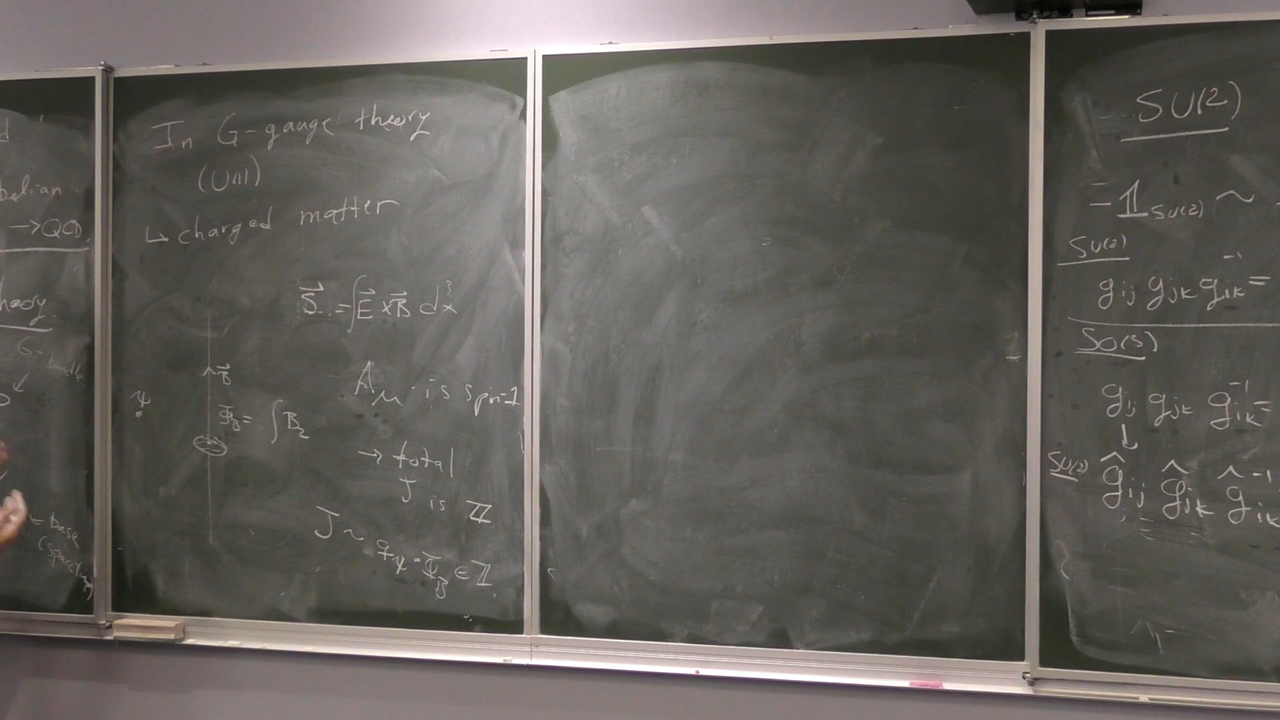 →QCD
In G-gauge theory
(U(1))
↳ charged matter
S⃗ = ∫ E⃗ × B⃗ d³x
B⃗
ψ
Φ_B = ∫ B_z
A_μ is spin-1
→ total
J is ℤ
J ~ q_ψ · Φ_B ∈ ℤ
SU(2)
= 𝟙_SU(2) ~
SU(2)
g_ij g_jk g_ik^-1 =
SO(3)
g_ij g_jk g_ik^-1 =
↓
SU(2) ĝ_ij ĝ_jk ĝ_ik^-1